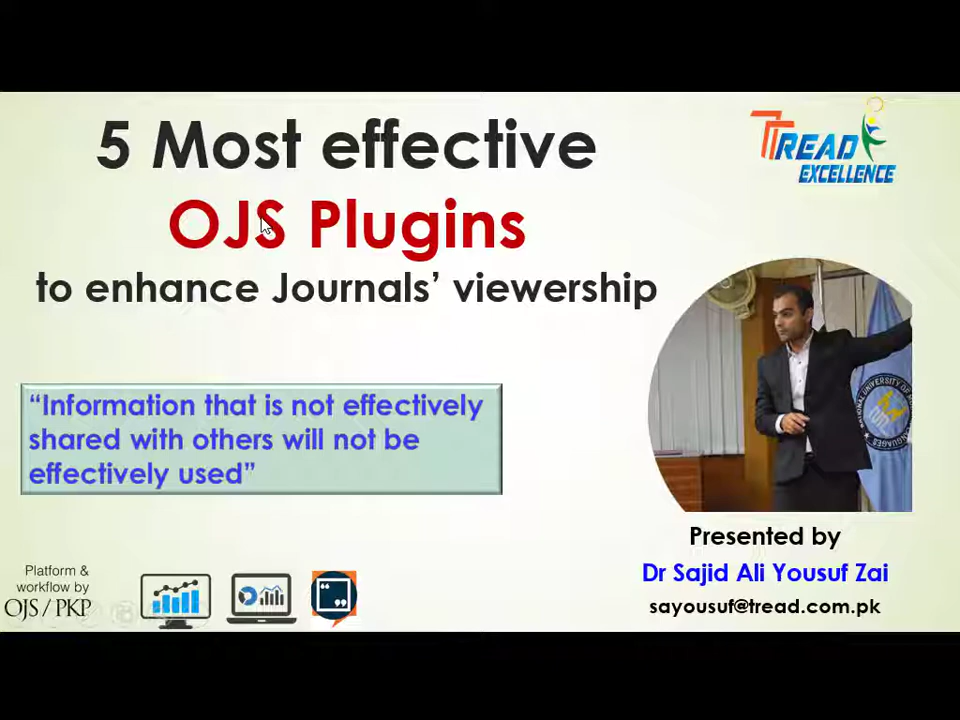 5 Most effective
OJS Plugins
to enhance Journals’ viewership
TREAD
EXCELLENCE
“Information that is not effectively
shared with others will not be
effectively used”
Presented by
Dr Sajid Ali Yousuf Zai
sayousuf@tread.com.pk
Platform &
workflow by
OJS / PKP